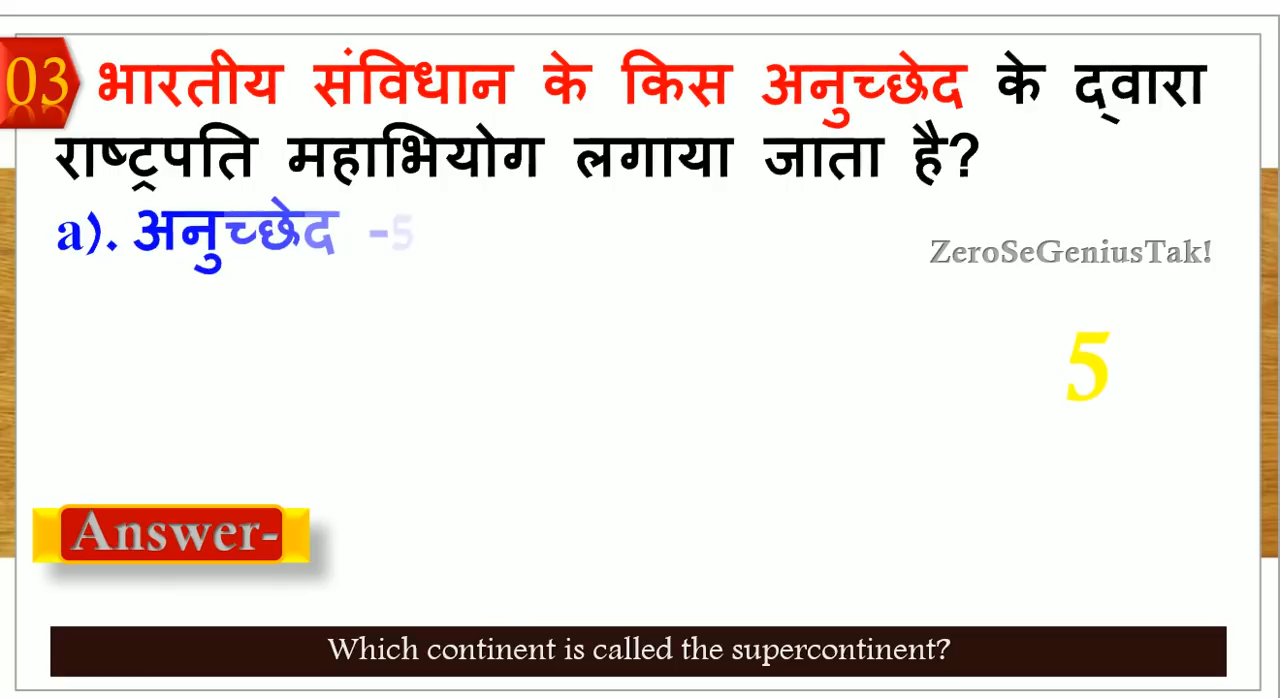 03 भारतीय संविधान के किस अनुच्छेद के द्वारा
राष्ट्रपति महाभियोग लगाया जाता है?
a). अनुच्छेद -5
ZeroSeGeniusTak!
5
Answer-
Which continent is called the supercontinent?